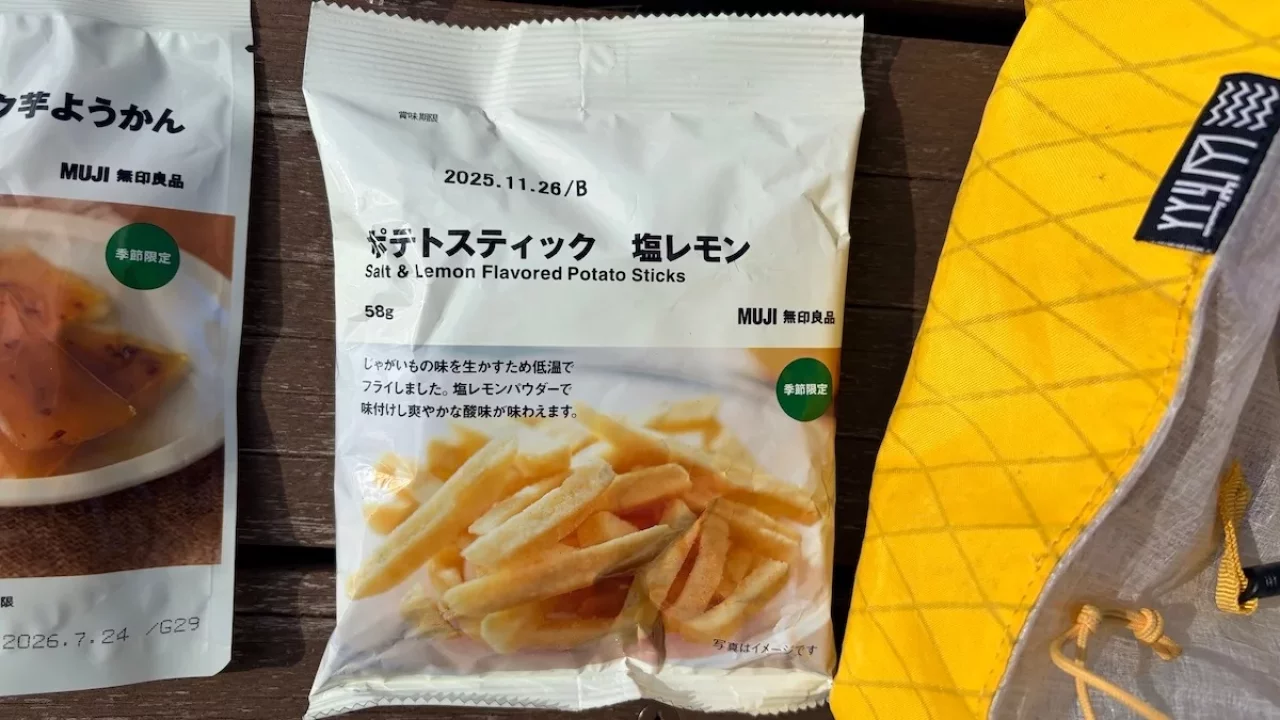 ク芋ようかん
MUJI 無印良品
季節限定
限
2026.7.24 /G29
賞味期限
2025.11.26/B
ポテトスティック 塩レモン
Salt & Lemon Flavored Potato Sticks
58g
MUJI 無印良品
じゃがいもの味を生かすため低温で
フライしました。塩レモンパウダーで
味付けし爽やかな酸味が味わえます。
季節限定
写真はイメージです